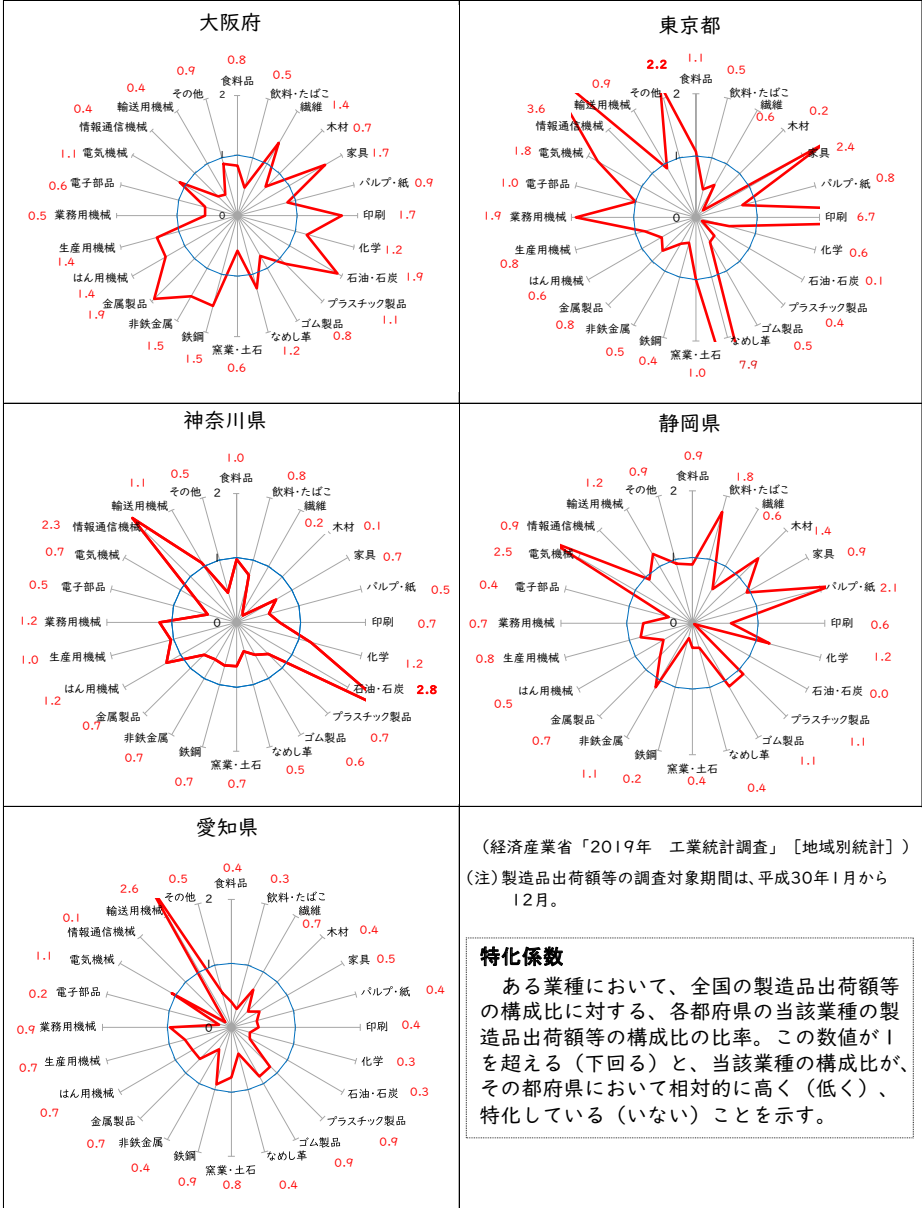 大阪府
0.8
食料品
0.5
飲料・たばこ
繊維
1.4
木材
0.7
家具
1.7
パルプ・紙
0.9
印刷
1.7
化学
1.2
石油・石炭
1.9
プラスチック製品
1.1
ゴム製品
0.8
なめし革
1.2
窯業・土石
0.6
鉄鋼
1.5
非鉄金属
1.5
金属製品
1.9
はん用機械
1.4
生産用機械
1.4
業務用機械
0.5
電子部品
0.6
電気機械
1.1
情報通信機械
0.4
輸送用機械
0.4
その他
0.9
2
1
0
東京都
1.1
食料品
0.5
飲料・たばこ
繊維
0.6
木材
0.2
家具
2.4
パルプ・紙
0.8
印刷
6.7
化学
0.6
石油・石炭
0.1
プラスチック製品
0.4
ゴム製品
0.5
なめし革
7.9
窯業・土石
1.0
鉄鋼
0.4
非鉄金属
0.5
金属製品
0.8
はん用機械
0.6
生産用機械
0.8
業務用機械
1.9
電子部品
1.0
電気機械
1.8
情報通信機械
3.6
輸送用機械
0.9
その他
2.2
2
1
0
神奈川県
1.0
食料品
0.8
飲料・たばこ
繊維
0.2
木材
0.1
家具
0.7
パルプ・紙
0.5
印刷
0.7
化学
1.2
石油・石炭
2.8
プラスチック製品
0.7
ゴム製品
0.6
なめし革
0.5
窯業・土石
0.7
鉄鋼
0.7
非鉄金属
0.7
金属製品
0.7
はん用機械
1.2
生産用機械
1.0
業務用機械
1.2
電子部品
0.5
電気機械
0.7
情報通信機械
2.3
輸送用機械
1.1
その他
0.5
2
1
0
静岡県
0.9
食料品
1.8
飲料・たばこ
繊維
0.6
木材
1.4
家具
0.9
パルプ・紙
2.1
印刷
0.6
化学
1.2
石油・石炭
0.0
プラスチック製品
1.1
ゴム製品
1.1
なめし革
0.4
窯業・土石
0.4
鉄鋼
0.2
非鉄金属
1.1
金属製品
0.7
はん用機械
0.5
生産用機械
0.8
業務用機械
0.7
電子部品
0.4
電気機械
2.5
情報通信機械
0.9
輸送用機械
1.2
その他
0.9
2
1
0
愛知県
0.4
食料品
0.3
飲料・たばこ
繊維
0.7
木材
0.4
家具
0.5
パルプ・紙
0.4
印刷
0.4
化学
0.3
石油・石炭
0.3
プラスチック製品
0.9
ゴム製品
0.9
なめし革
0.4
窯業・土石
0.8
鉄鋼
0.9
非鉄金属
0.4
金属製品
0.7
はん用機械
0.7
生産用機械
0.7
業務用機械
0.9
電子部品
0.2
電気機械
1.1
情報通信機械
0.1
輸送用機械
2.6
その他
0.5
2
1
0
（経済産業省「2019年　工業統計調査」［地域別統計］）
（注）製造品出荷額等の調査対象期間は、平成30年1月から
12月。
特化係数
ある業種において、全国の製造品出荷額等
の構成比に対する、各都府県の当該業種の製
造品出荷額等の構成比の比率。この数値が1
を超える（下回る）と、当該業種の構成比が、
その都府県において相対的に高く（低く）、
特化している（いない）ことを示す。